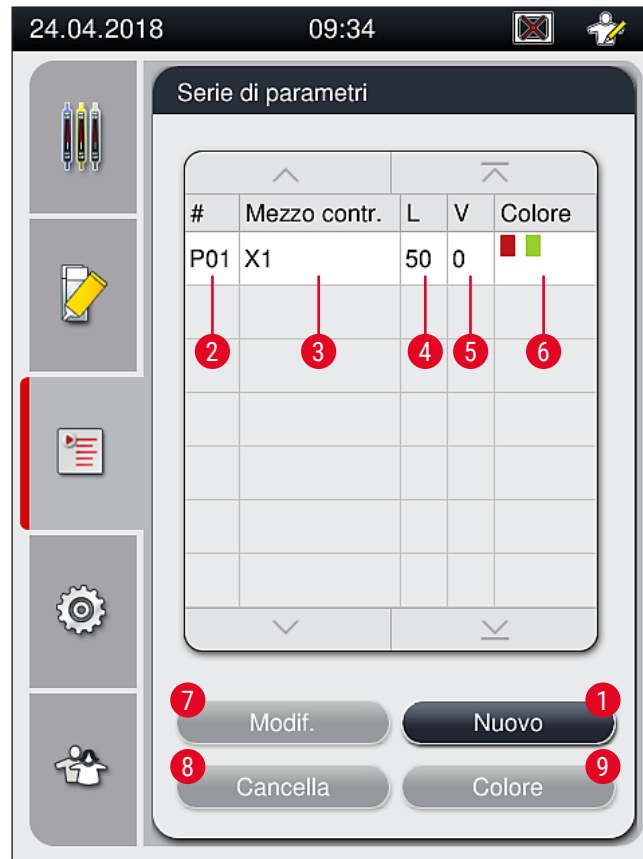 24.04.2018 09:34
Serie di parametri
# Mezzo contr. L V Colore
P01 X1 50 0
2 3 4 5 6
7 1
Modif. Nuovo
8 9
Cancella Colore